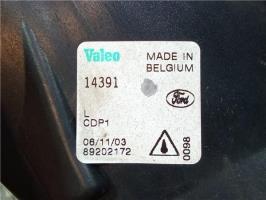 Valeo
MADE IN
BELGIUM
14391
Ford
L
CDP1
06/11/03
89202172
0098